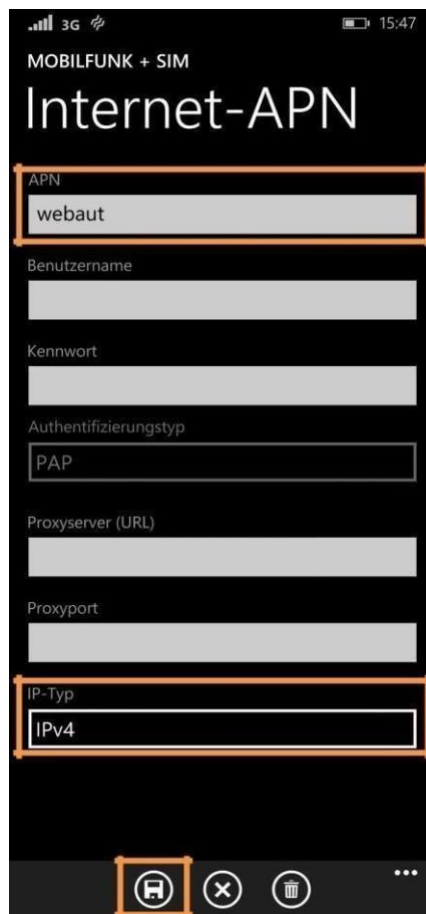 3G 15:47
MOBILFUNK + SIM
Internet-APN
APN
webaut
Benutzername
Kennwort
Authentifizierungstyp
PAP
Proxyserver (URL)
Proxyport
IP-Typ
IPv4